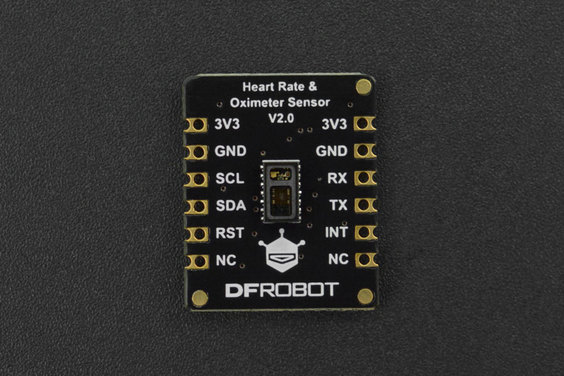 Heart Rate &
Oximeter Sensor
V2.0
3V3 3V3
GND GND
SCL RX
SDA TX
RST INT
NC NC
DFROBOT